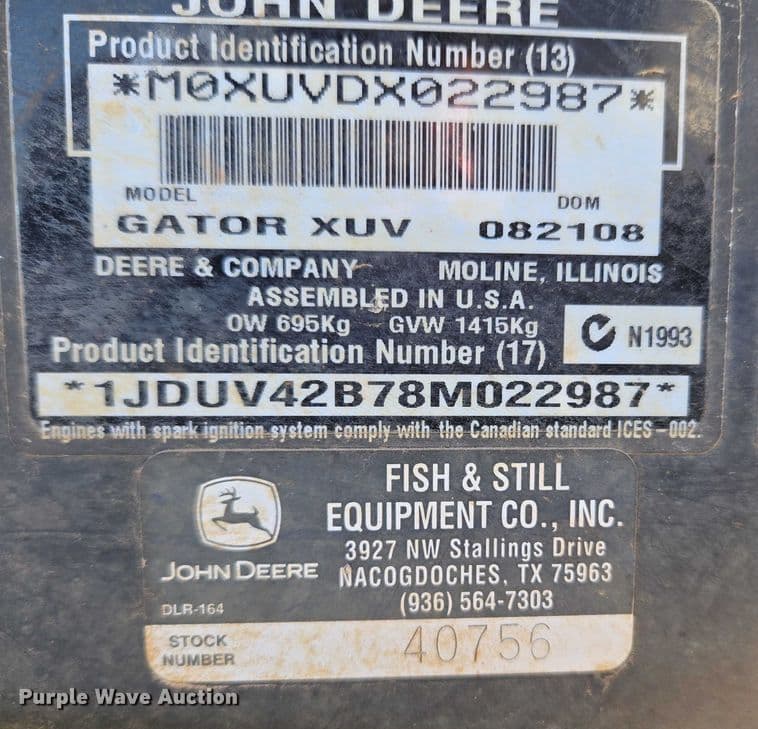 JOHN DEERE
Product Identification Number (13)
*M0XUVDX022987*
MODEL DOM
GATOR XUV 082108
DEERE & COMPANY MOLINE, ILLINOIS
ASSEMBLED IN U.S.A.
OW 695Kg GVW 1415Kg
N1993
Product Identification Number (17)
*1JDUV42B78M022987*
Engines with spark ignition system comply with the Canadian standard ICES-002.
FISH & STILL
EQUIPMENT CO., INC.
3927 NW Stallings Drive
JOHN DEERE NACOGDOCHES, TX 75963
(936) 564-7303
DLR-164
STOCK
NUMBER 40756
Purple Wave Auction